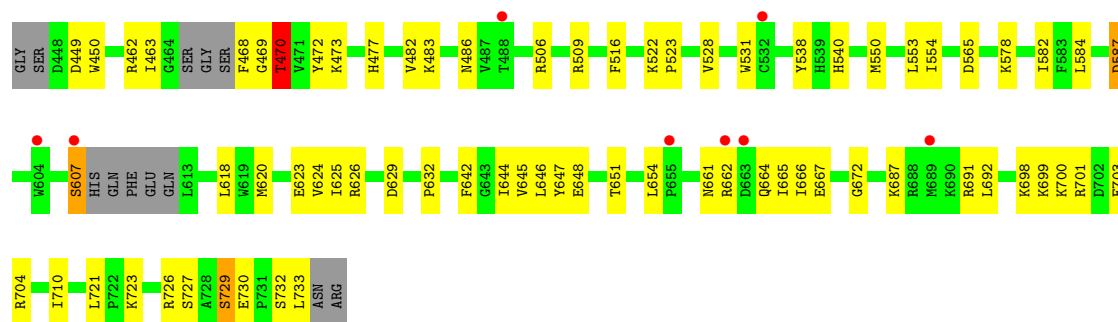 GLY SER D448 D449 W450 R462 I463 G464 SER GLY SER F468 G469 T470 V471 Y472 K473 H477 V482 K483 N486 V487 T488 R506 R509 F516 K522 P523 V528 W531 C532 Y538 H539 H540 M550 L553 I554 D565 K578 I582 F583 L584 D587
W604 S607 HIS GLN PHE GLU GLN L613 L618 W619 M620 E623 V624 I625 R626 D629 P632 F642 G643 I644 V645 L646 Y647 E648 T651 L654 P655 N661 R662 D663 Q664 I665 I666 E667 G672 K687 R688 M689 K690 R691 L692 K698 K699 K700 R701 D702 E703
R704 I710 L721 P722 K723 R726 S727 A728 S729 E730 P731 S732 L733 ASN ARG